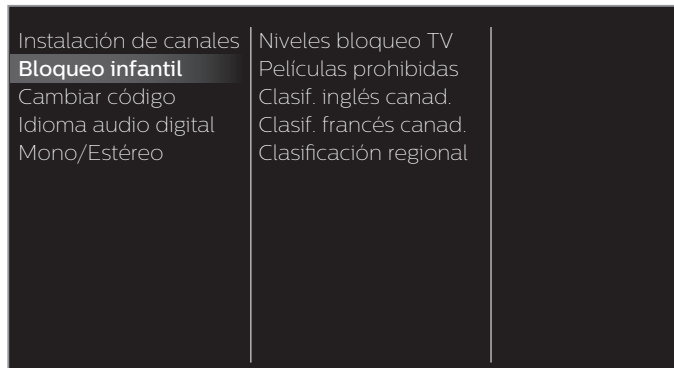 Instalación de canales
Bloqueo infantil
Cambiar código
Idioma audio digital
Mono/Estéreo
Niveles bloqueo TV
Películas prohibidas
Clasif. inglés canad.
Clasif. francés canad.
Clasificación regional